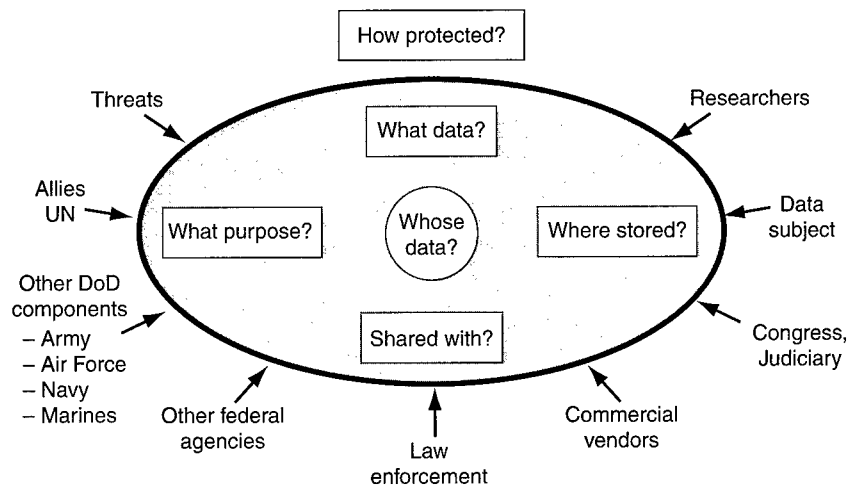 How protected?
Threats
Researchers
What data?
Allies
UN
What purpose?
Whose
data?
Where stored?
Data
subject
Other DoD
components
– Army
– Air Force
– Navy
– Marines
Shared with?
Congress,
Judiciary
Other federal
agencies
Law
enforcement
Commercial
vendors